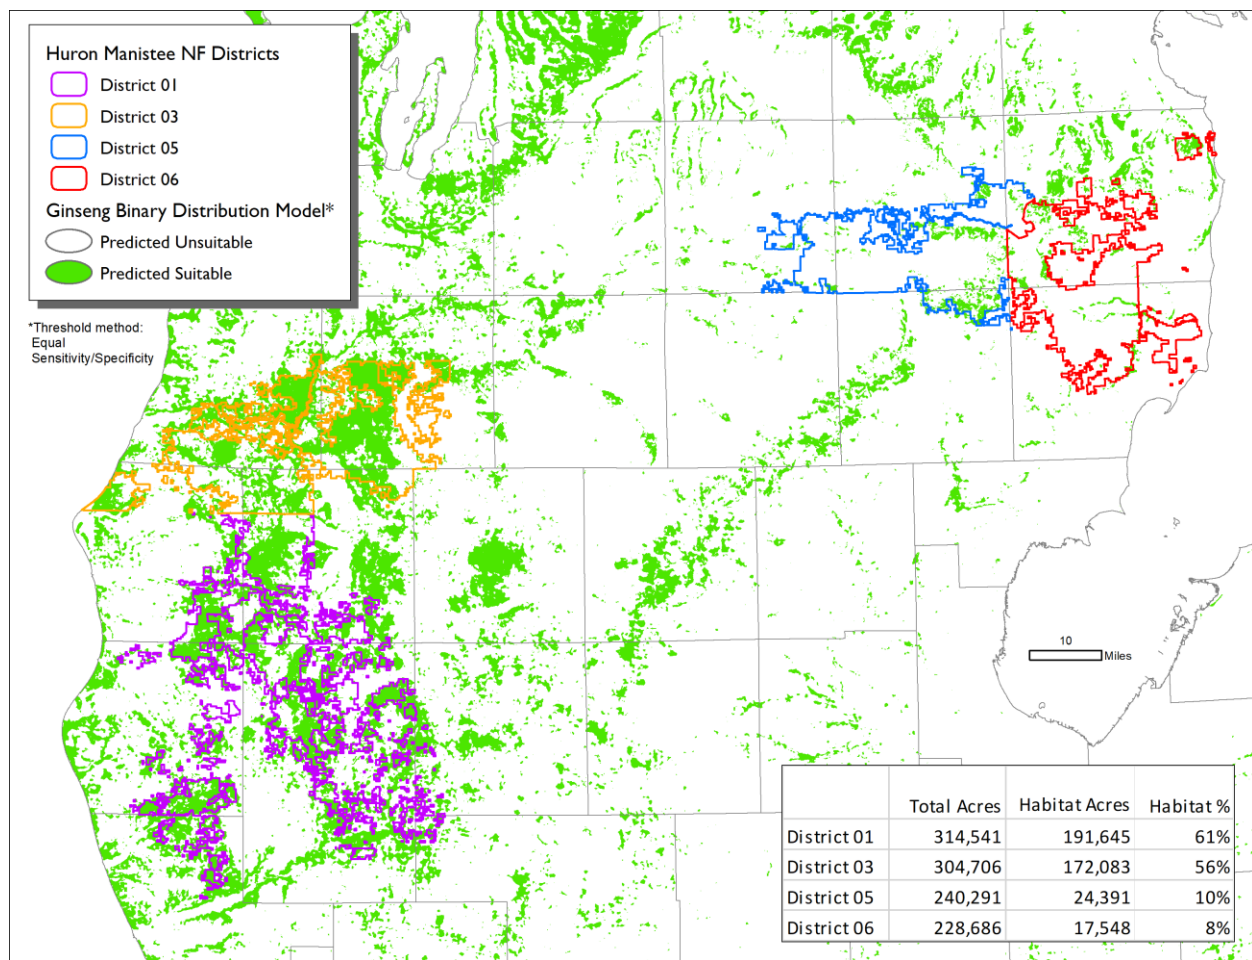 Huron Manistee NF Districts
District 01
District 03
District 05
District 06
Ginseng Binary Distribution Model*
Predicted Unsuitable
Predicted Suitable
*Threshold method:
Equal
Sensitivity/Specificity
10
Miles
Total Acres Habitat Acres Habitat %
District 01 314,541 191,645 61%
District 03 304,706 172,083 56%
District 05 240,291 24,391 10%
District 06 228,686 17,548 8%